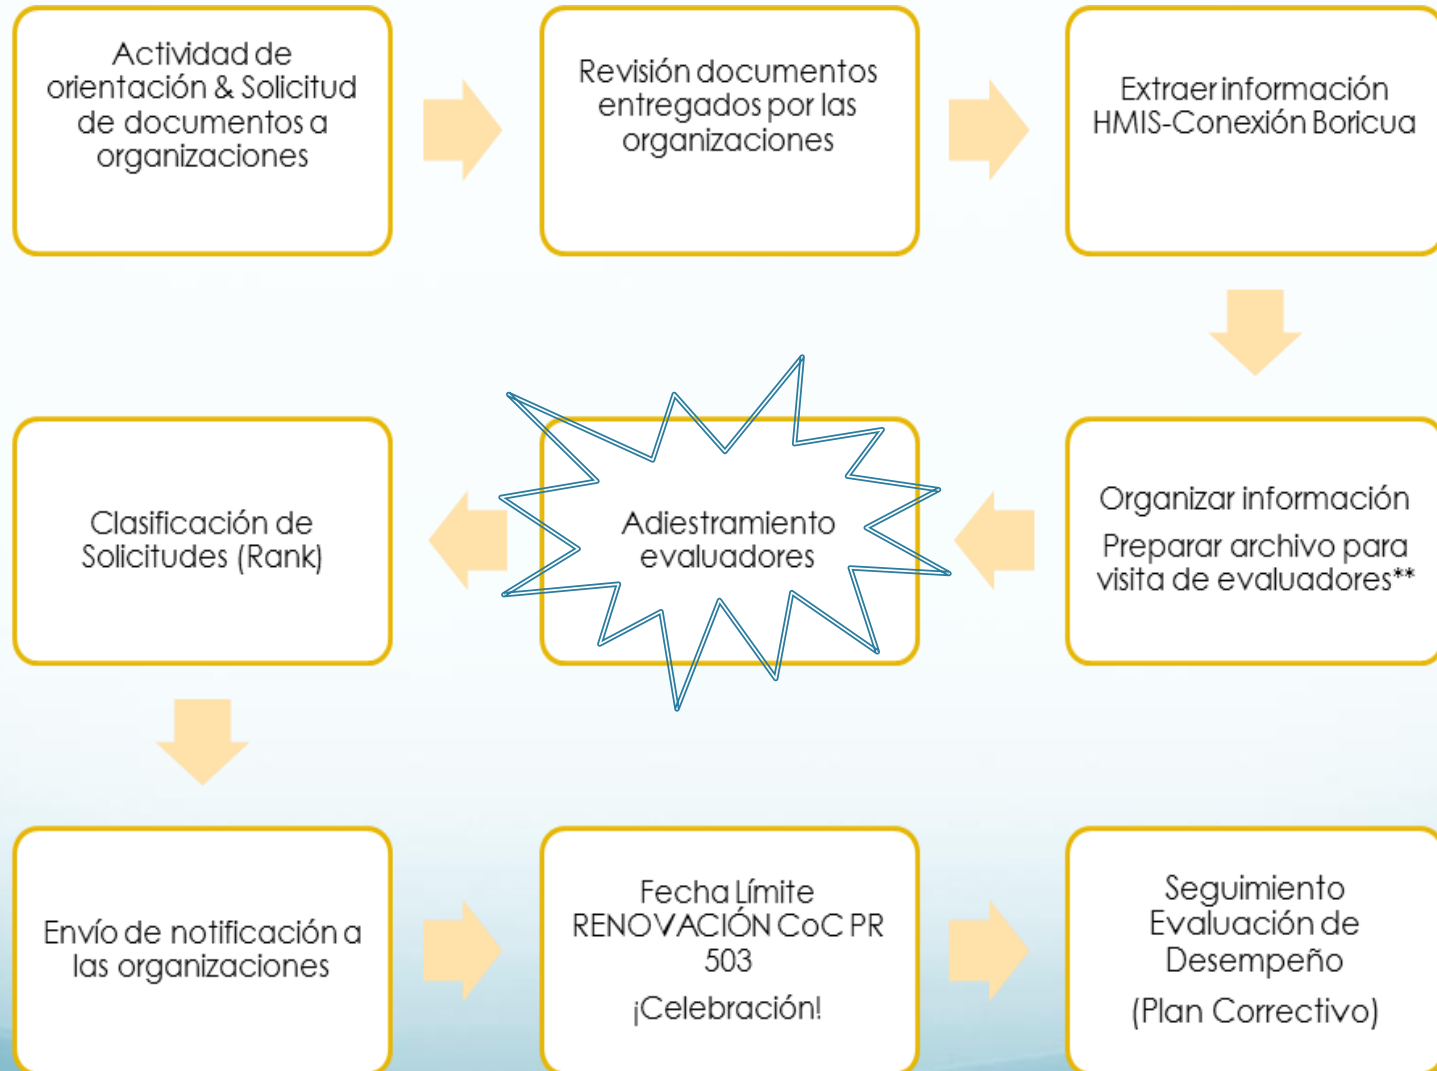 Actividad de
orientación & Solicitud
de documentos a
organizaciones
Revisión documentos
entregados por las
organizaciones
Extraer información
HMIS-Conexión Boricua
Organizar información
Preparar archivo para
visita de evaluadores**
Adiestramiento
evaluadores
Clasificación de
Solicitudes (Rank)
Envío de notificación a
las organizaciones
Fecha Límite
RENOVACIÓN CoC PR
503
¡Celebración!
Seguimiento
Evaluación de
Desempeño
(Plan Correctivo)